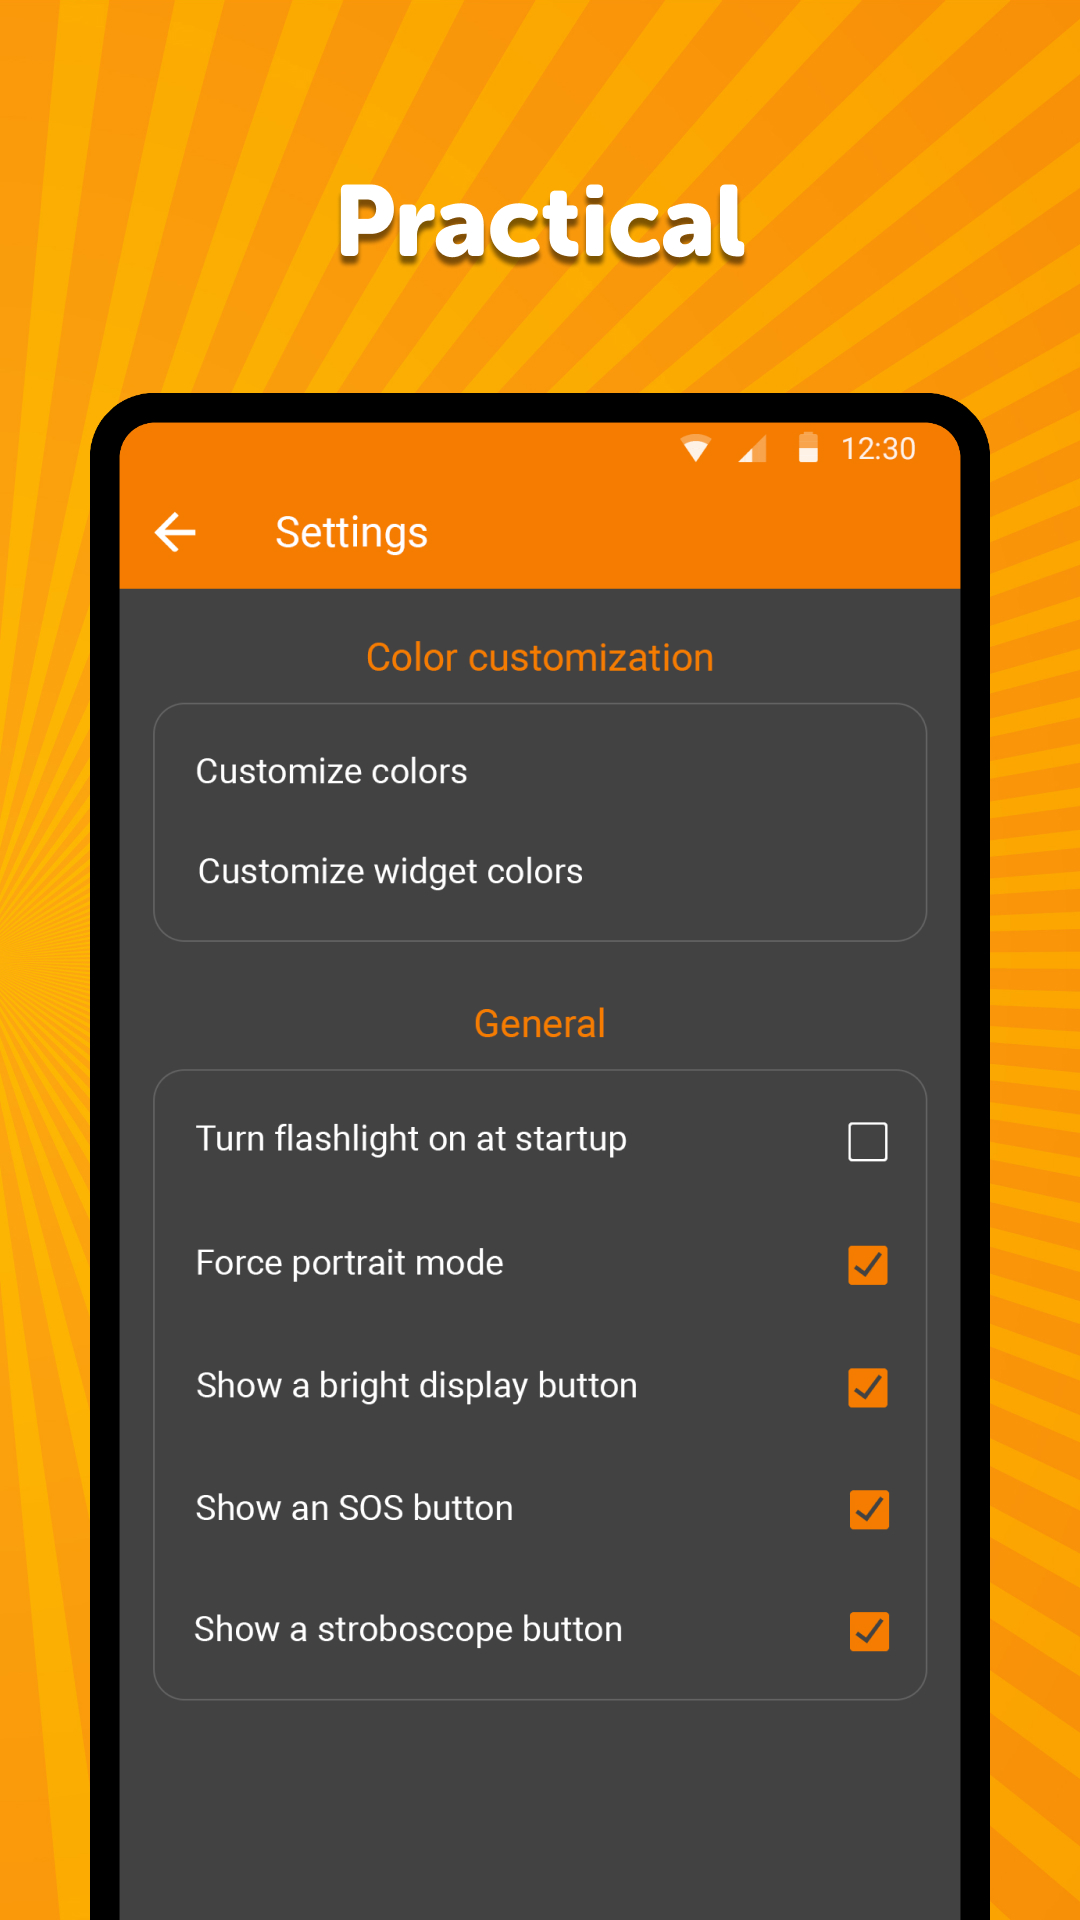 Practical
12:30
Settings
Color customization
Customize colors
Customize widget colors
General
Turn flashlight on at startup
Force portrait mode
Show a bright display button
Show an SOS button
Show a stroboscope button